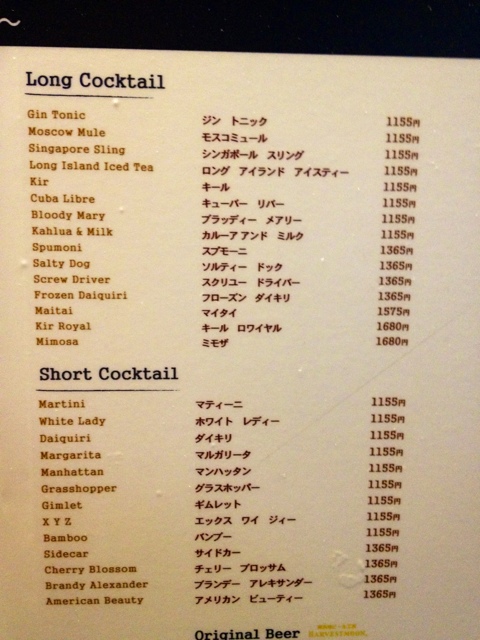 Long Cocktail
Gin Tonic ジン トニック 1155円
Moscow Mule モスコミュール 1155円
Singapore Sling シンガポール スリング 1155円
Long Island Iced Tea ロング アイランド アイスティー 1155円
Kir キール 1155円
Cuba Libre キューバー リバー 1155円
Bloody Mary ブラッディー メアリー 1155円
Kahlua & Milk カルーア アンド ミルク 1155円
Spumoni スプモーニ 1365円
Salty Dog ソルティー ドック 1365円
Screw Driver スクリュー ドライバー 1365円
Frozen Daiquiri フローズン ダイキリ 1365円
Maitai マイタイ 1575円
Kir Royal キール ロワイヤル 1680円
Mimosa ミモザ 1680円
Short Cocktail
Martini マティーニ 1155円
White Lady ホワイト レディー 1155円
Daiquiri ダイキリ 1155円
Margarita マルガリータ 1155円
Manhattan マンハッタン 1155円
Grasshopper グラスホッパー 1155円
Gimlet ギムレット 1155円
X Y Z エックス ワイ ジィー 1155円
Bamboo バンブー 1155円
Sidecar サイドカー 1365円
Cherry Blossom チェリー ブロッサム 1365円
Brandy Alexander ブランデー アレキサンダー 1365円
American Beauty アメリカン ビューティー 1365円
Original Beer